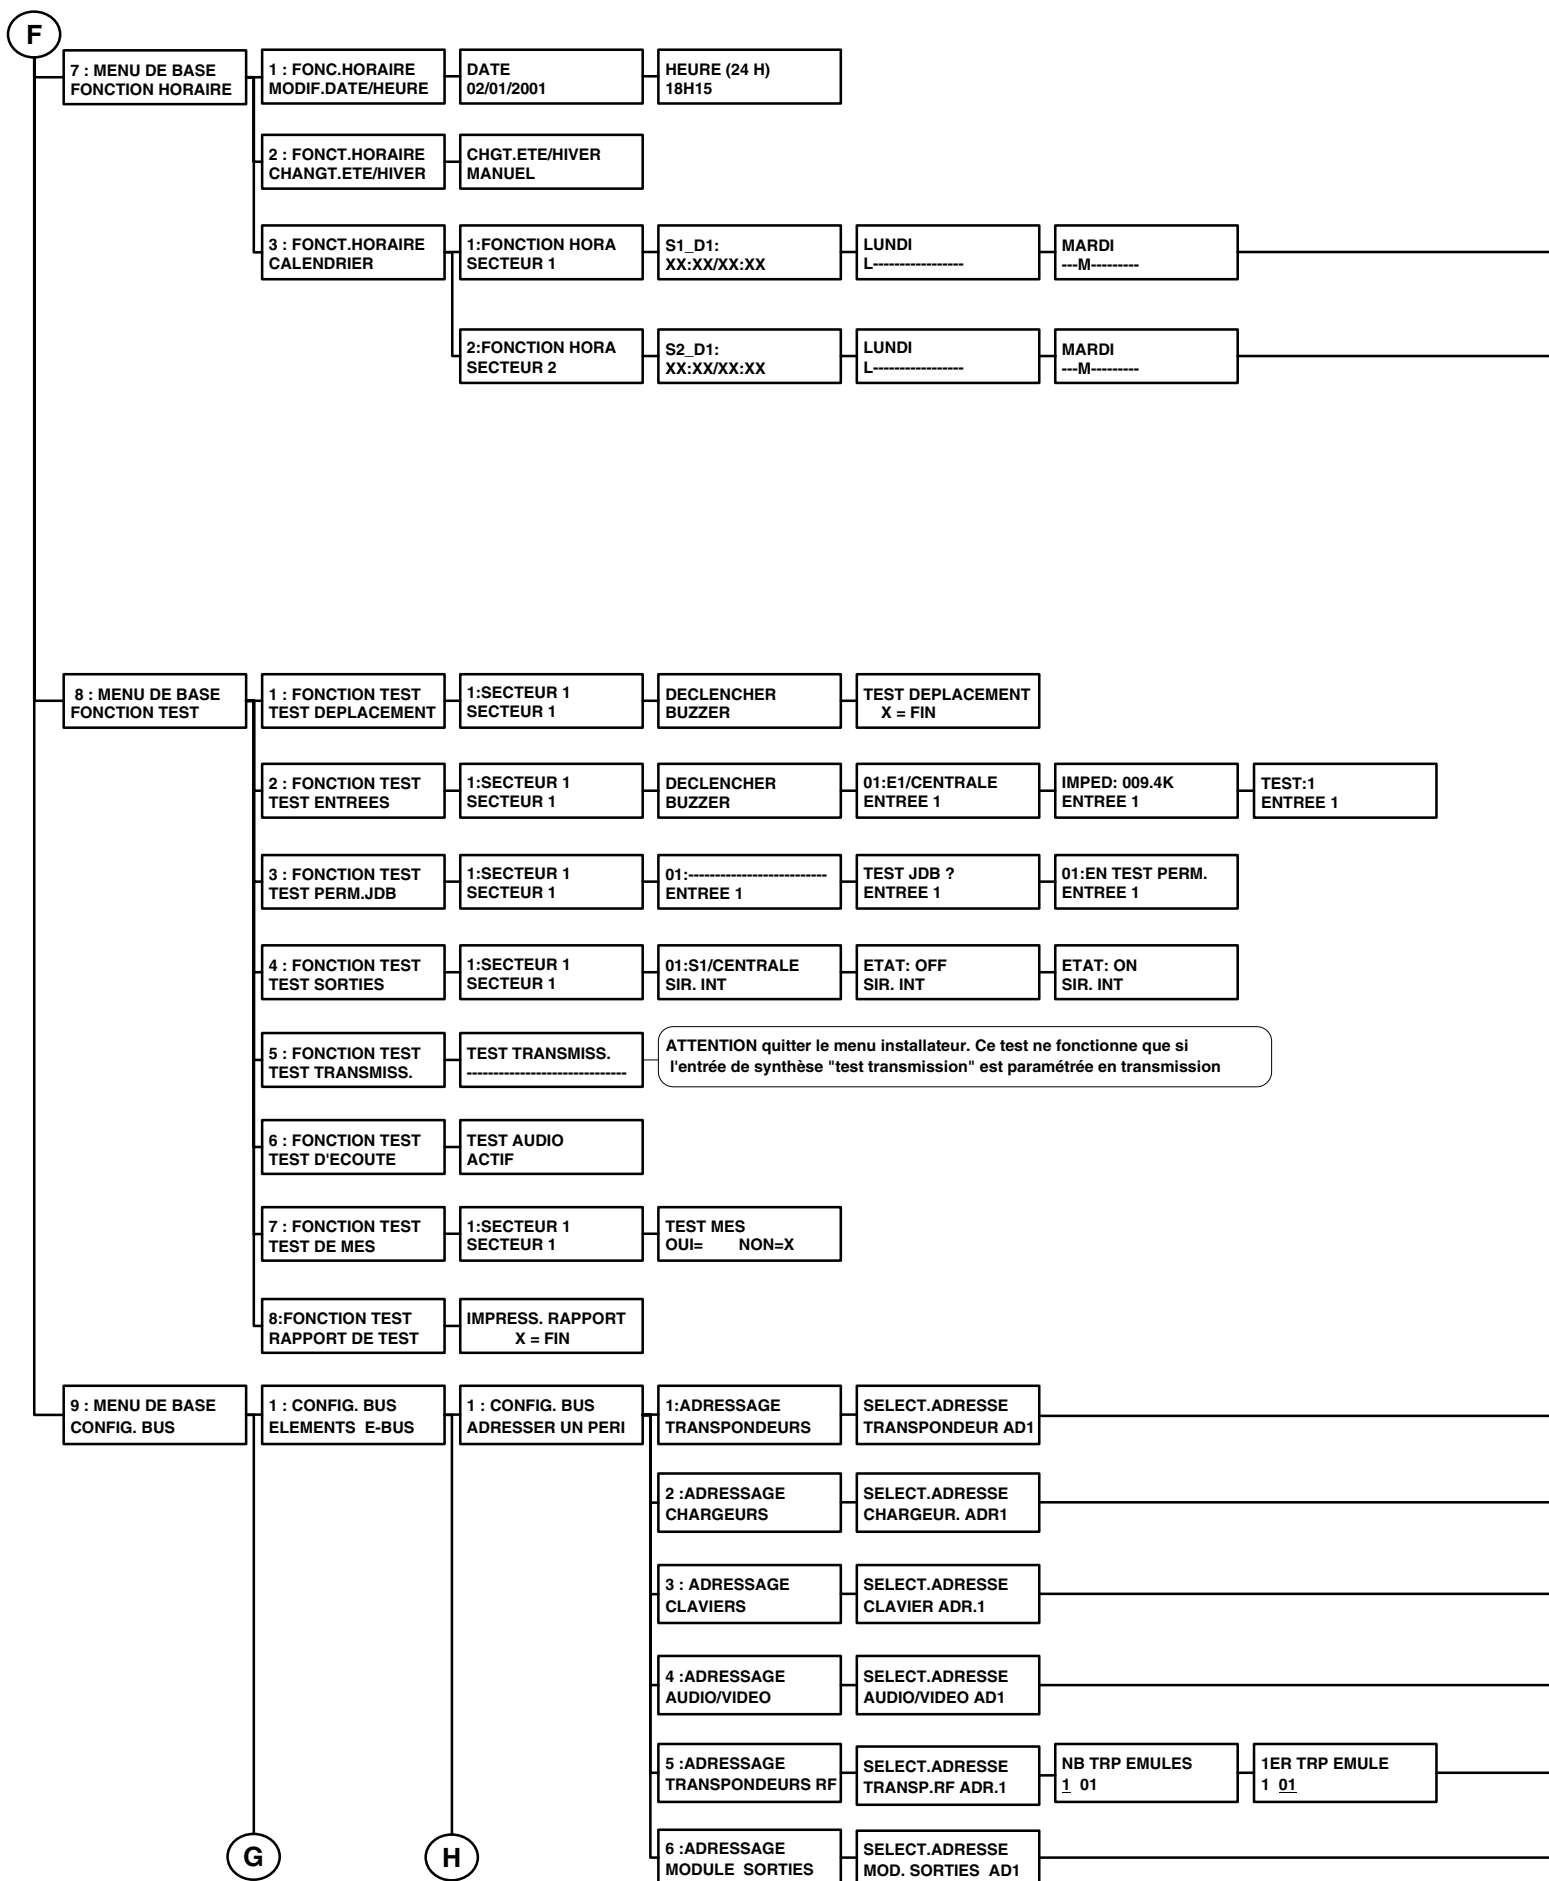 F
7 : MENU DE BASE
FONCTION HORAIRE
1 : FONC.HORAIRE
MODIF.DATE/HEURE
DATE
02/01/2001
HEURE (24 H)
18H15
2 : FONCT.HORAIRE
CHANGT.ETE/HIVER
CHGT.ETE/HIVER
MANUEL
3 : FONCT.HORAIRE
CALENDRIER
1:FONCTION HORA
SECTEUR 1
S1_D1:
XX:XX/XX:XX
LUNDI
L-----------------
MARDI
---M---------
2:FONCTION HORA
SECTEUR 2
S2_D1:
XX:XX/XX:XX
LUNDI
L-----------------
MARDI
---M---------
8 : MENU DE BASE
FONCTION TEST
1 : FONCTION TEST
TEST DEPLACEMENT
1:SECTEUR 1
SECTEUR 1
DECLENCHER
BUZZER
TEST DEPLACEMENT
X = FIN
2 : FONCTION TEST
TEST ENTREES
1:SECTEUR 1
SECTEUR 1
DECLENCHER
BUZZER
01:E1/CENTRALE
ENTREE 1
IMPED: 009.4K
ENTREE 1
TEST:1
ENTREE 1
3 : FONCTION TEST
TEST PERM.JDB
1:SECTEUR 1
SECTEUR 1
01:--------------------------
ENTREE 1
TEST JDB ?
ENTREE 1
01:EN TEST PERM.
ENTREE 1
4 : FONCTION TEST
TEST SORTIES
1:SECTEUR 1
SECTEUR 1
01:S1/CENTRALE
SIR. INT
ETAT: OFF
SIR. INT
ETAT: ON
SIR. INT
5 : FONCTION TEST
TEST TRANSMISS.
TEST TRANSMISS.
------------------------------
ATTENTION quitter le menu installateur. Ce test ne fonctionne que si
l'entrée de synthèse "test transmission" est paramétrée en transmission
6 : FONCTION TEST
TEST D'ECOUTE
TEST AUDIO
ACTIF
7 : FONCTION TEST
TEST DE MES
1:SECTEUR 1
SECTEUR 1
TEST MES
OUI= NON=X
8:FONCTION TEST
RAPPORT DE TEST
IMPRESS. RAPPORT
X = FIN
9 : MENU DE BASE
CONFIG. BUS
1 : CONFIG. BUS
ELEMENTS E-BUS
1 : CONFIG. BUS
ADRESSER UN PERI
1:ADRESSAGE
TRANSPONDEURS
SELECT.ADRESSE
TRANSPONDEUR AD1
2 :ADRESSAGE
CHARGEURS
SELECT.ADRESSE
CHARGEUR. ADR1
3 : ADRESSAGE
CLAVIERS
SELECT.ADRESSE
CLAVIER ADR.1
4 :ADRESSAGE
AUDIO/VIDEO
SELECT.ADRESSE
AUDIO/VIDEO AD1
5 :ADRESSAGE
TRANSPONDEURS RF
SELECT.ADRESSE
TRANSP.RF ADR.1
NB TRP EMULES
1 01
1ER TRP EMULE
1 01
6 :ADRESSAGE
MODULE SORTIES
SELECT.ADRESSE
MOD. SORTIES AD1
G
H